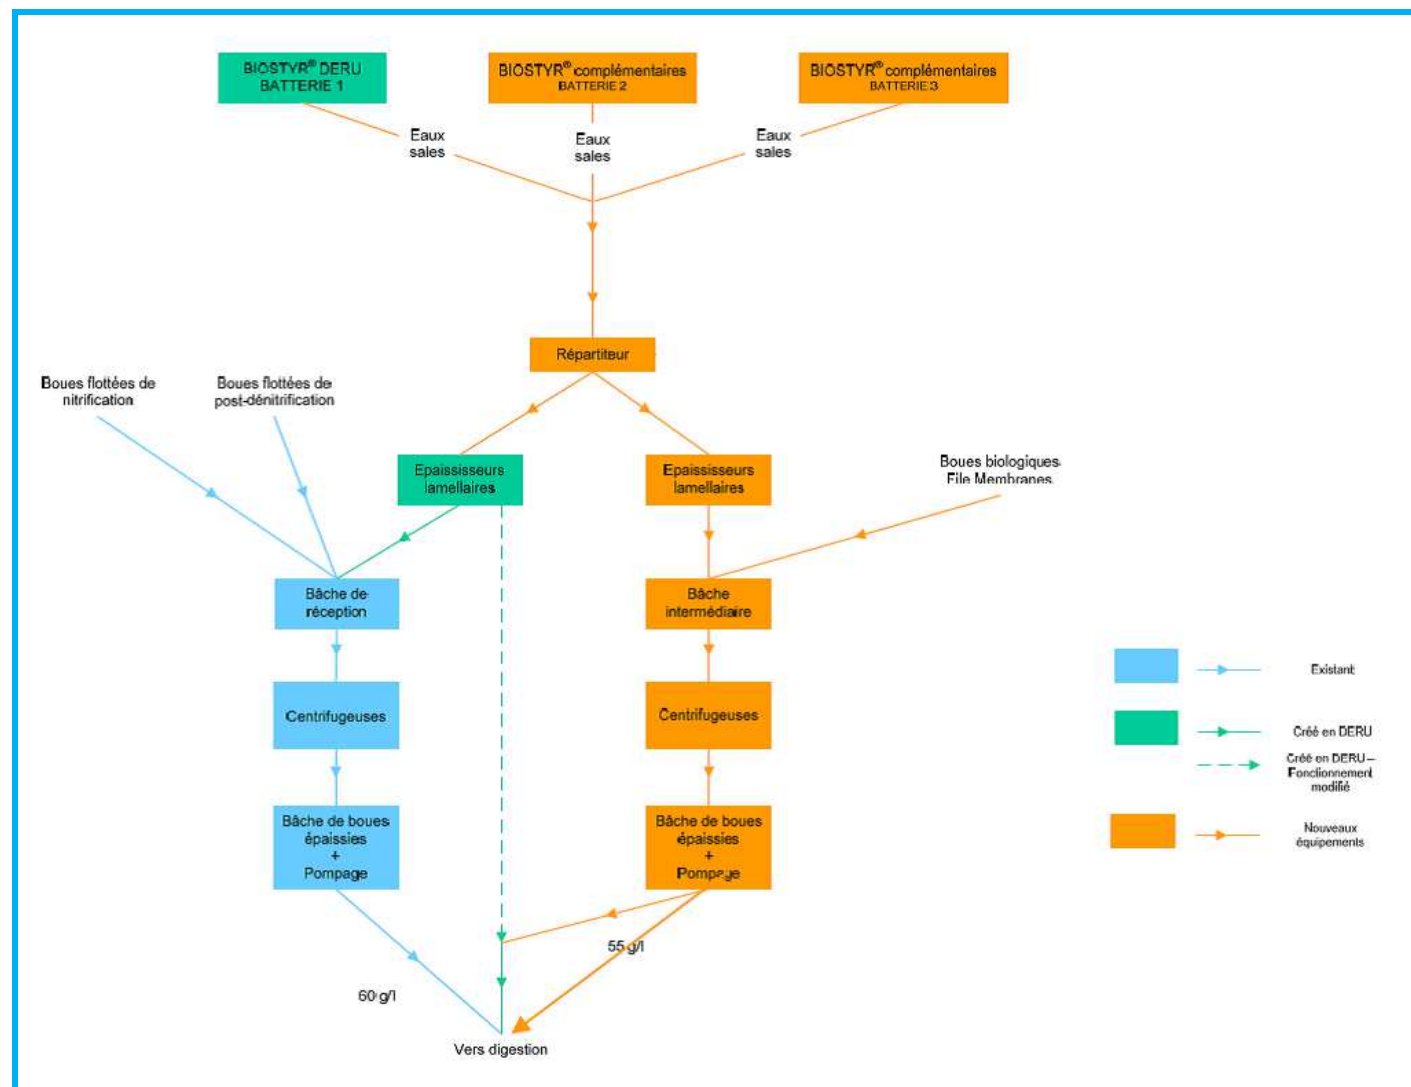 BIOSTYR® DERU
BATTERIE 1
BIOSTYR® complémentaires
BATTERIE 2
BIOSTYR® complémentaires
BATTERIE 3
Eaux
sales
Eaux
sales
Eaux
sales
Répartiteur
Boues flottées de
nitrification
Boues flottées de
post-dénitrification
Epaississeurs
lamellaires
Epaississeurs
lamellaires
Boues biologiques
File Membranes
Bâche de
réception
Bâche
intermédiaire
Centrifugeuses
Centrifugeuses
Bâche de boues
épaissies
+
Pompage
Bâche de boues
épaissies
+
Pompage
55 g/l
60 g/l
Vers digestion
Existant
Créé en DERU
Créé en DERU –
Fonctionnement
modifié
Nouveaux
équipements